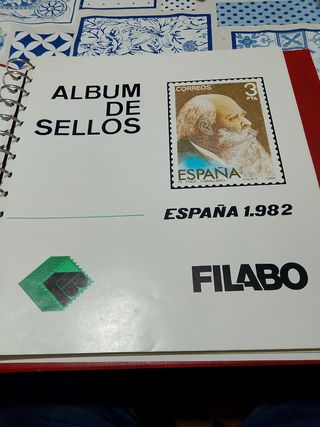 ALBUM
DE
SELLOS
CORREOS
3
PTA
ESPAÑA
ESPAÑA 1.982
FILABO